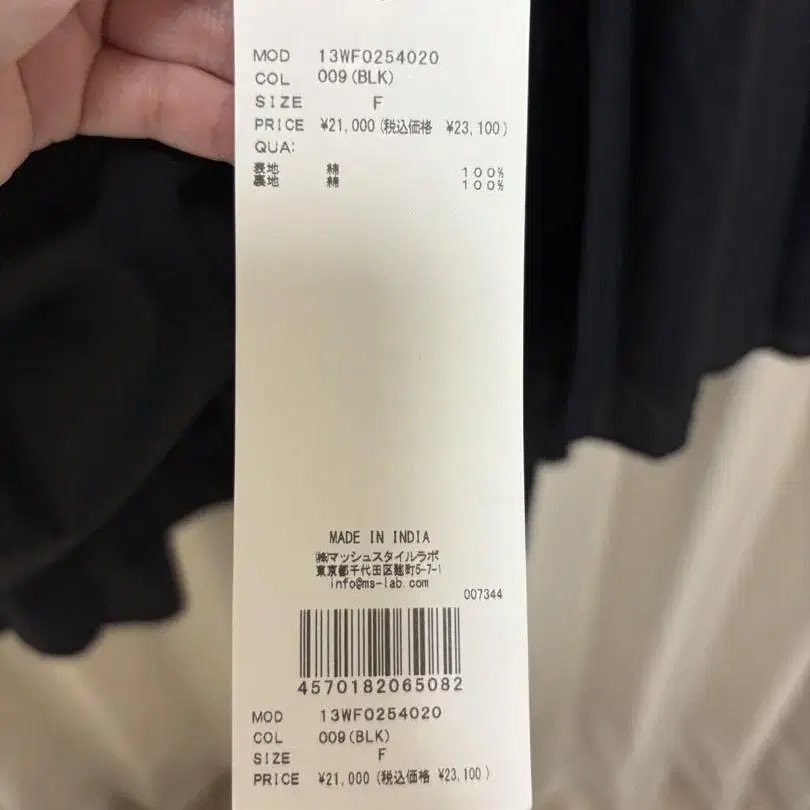 MOD 13WF0254020
COL 009(BLK)
SIZE F
PRICE ¥21,000(税込価格 ¥23,100)
QUA:
表地 綿 100%
裏地 綿 100%
MADE IN INDIA
㈱マッシュスタイルラボ
東京都千代田区麹町5-7-1
info@ms-lab.com
007344
4570182065082
MOD 13WF0254020
COL 009(BLK)
SIZE F
PRICE ¥21,000(税込価格 ¥23,100)